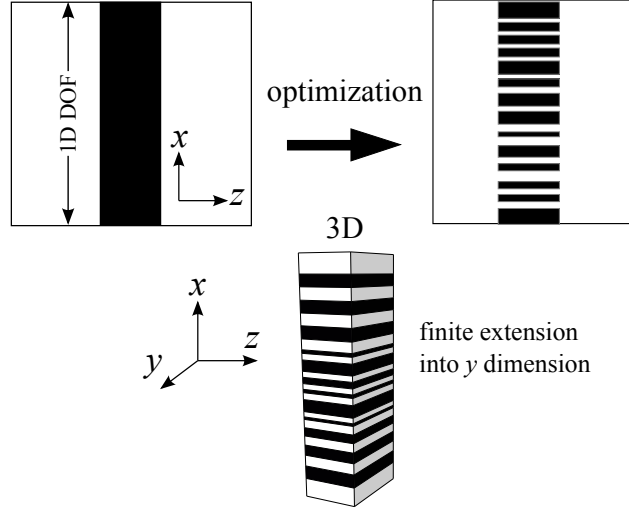 1D DOF
x
z
optimization
3D
x
y
z
finite extension
into y dimension